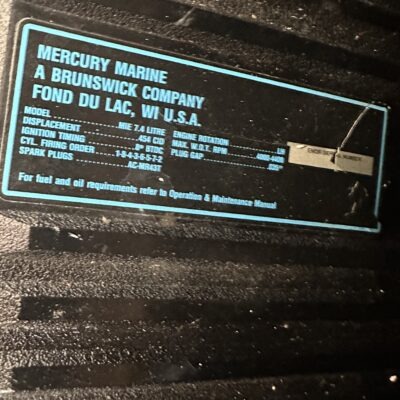 MERCURY MARINE
A BRUNSWICK COMPANY
FOND DU LAC, WI U.S.A.
MODEL MIE 7.4 LITRE
DISPLACEMENT 454 CID
IGNITION TIMING 8° BTDC
CYL. FIRING ORDER 1-8-4-3-6-5-7-2
SPARK PLUGS AC-MR43T
ENGINE ROTATION LH
MAX. W.O.T. RPM 4000-4400
PLUG GAP .035"
For fuel and oil requirements refer to Operation & Maintenance Manual